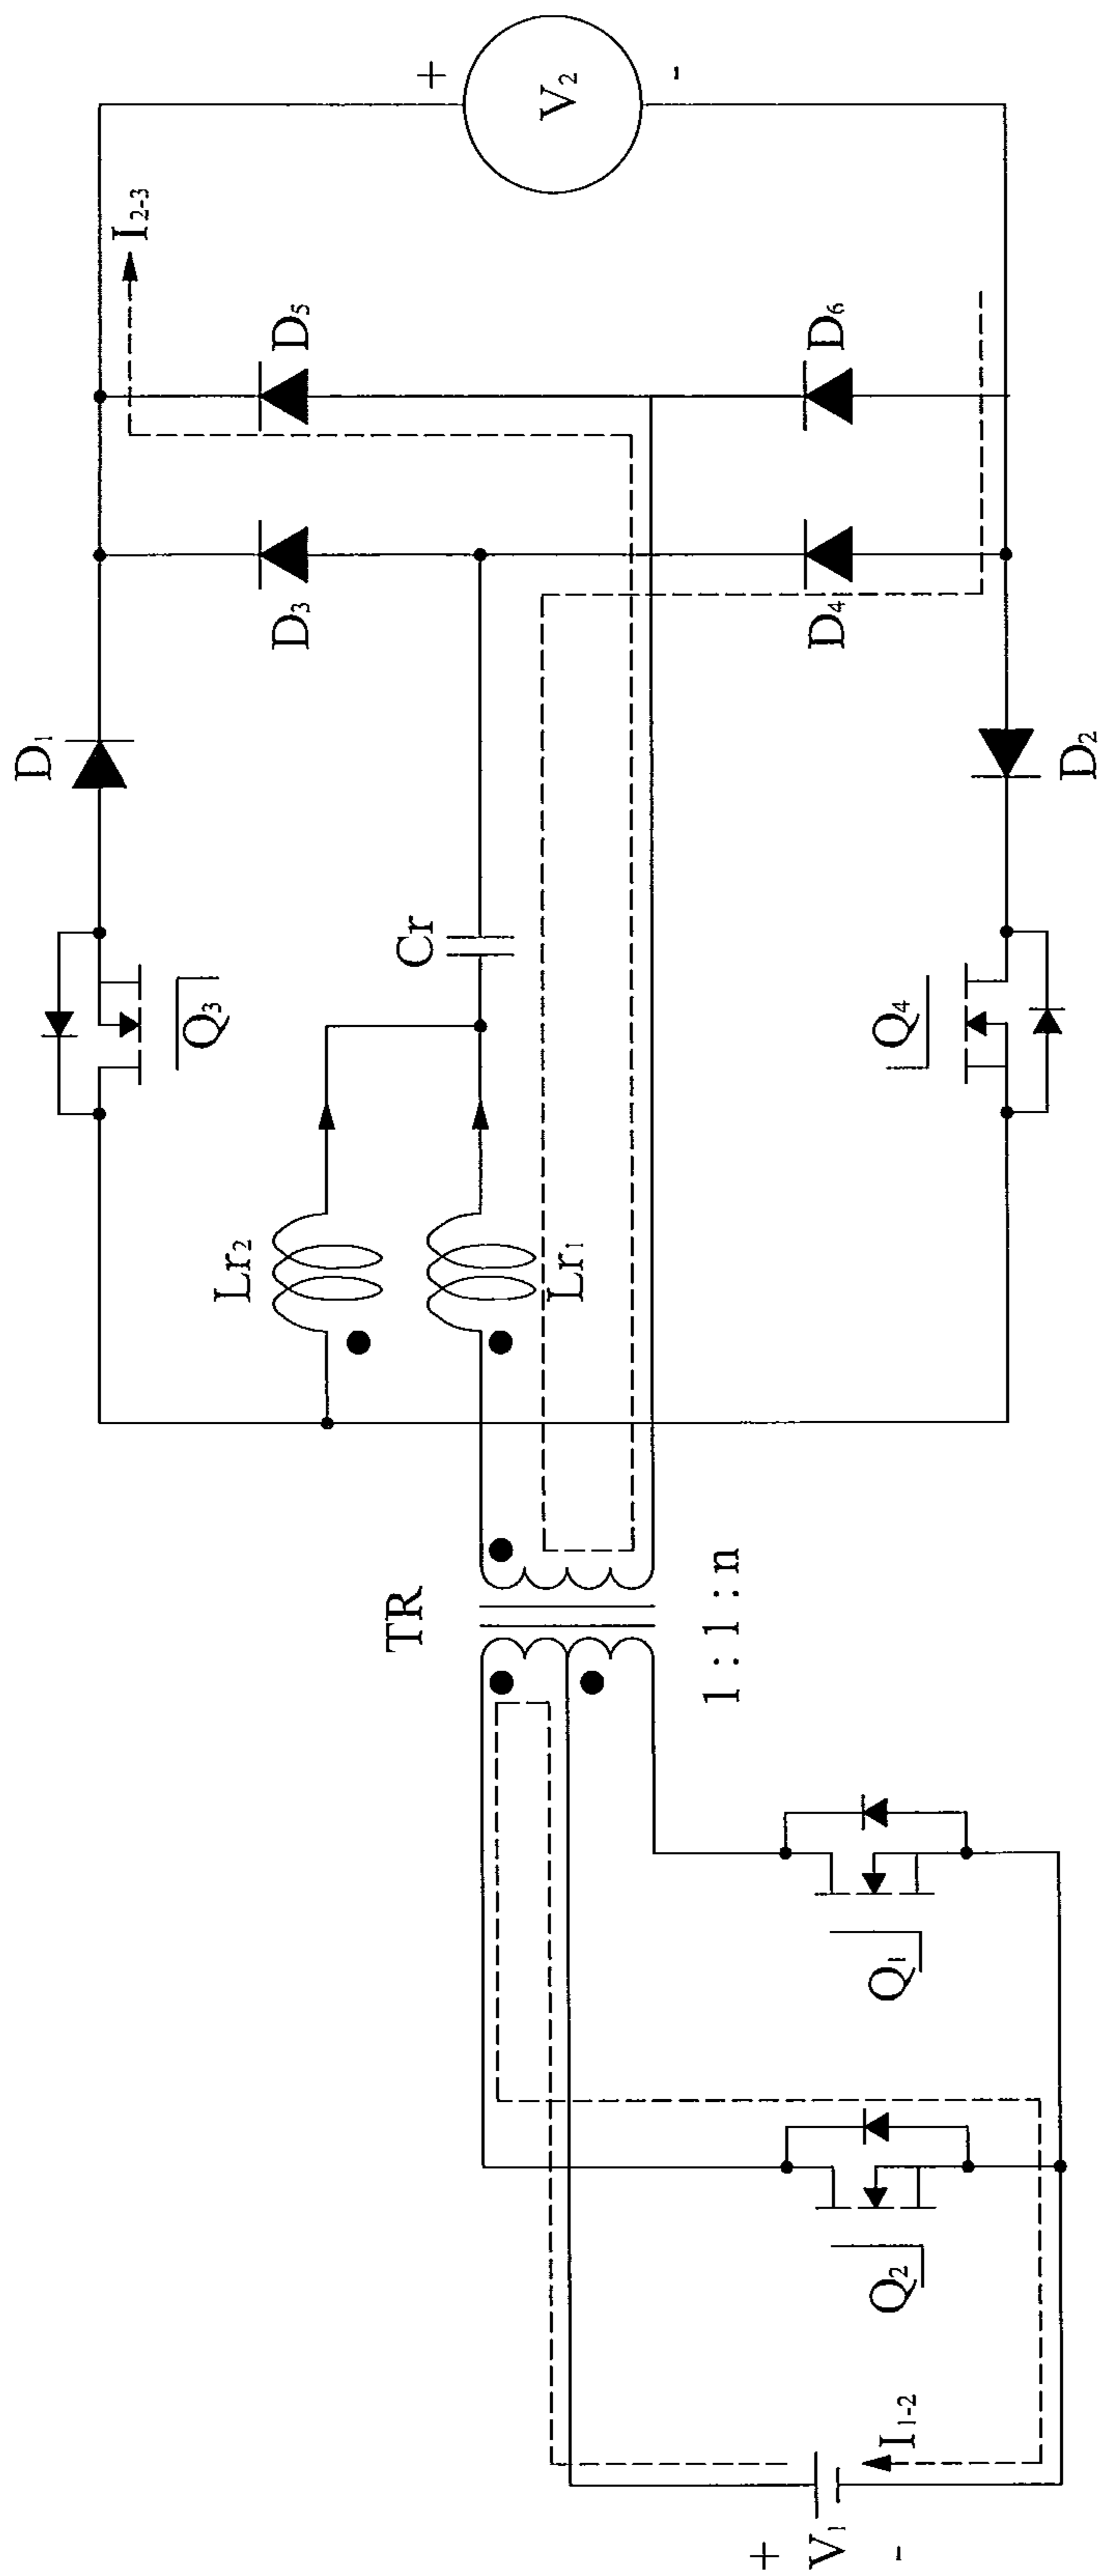 +
V₁
-
I₁₋₂
Q₂
Q₁
TR
1 : 1 : n
Lr₂
Lr₁
Cr
Q₃
Q₄
D₁
D₂
D₃
D₄
D₅
D₆
I₂₋₃
+
V₂
-